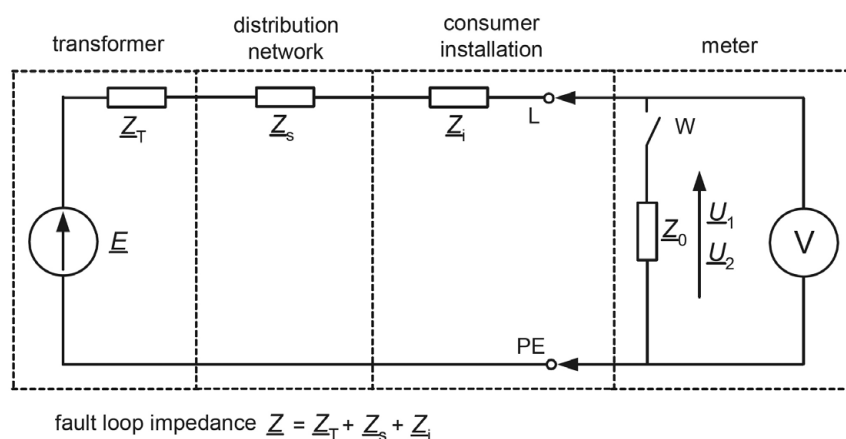 transformer
distribution
network
consumer
installation
meter
Z_T
Z_s
Z_i
L
W
E
Z_0
U_1
U_2
V
PE
fault loop impedance Z = Z_T + Z_s + Z_i